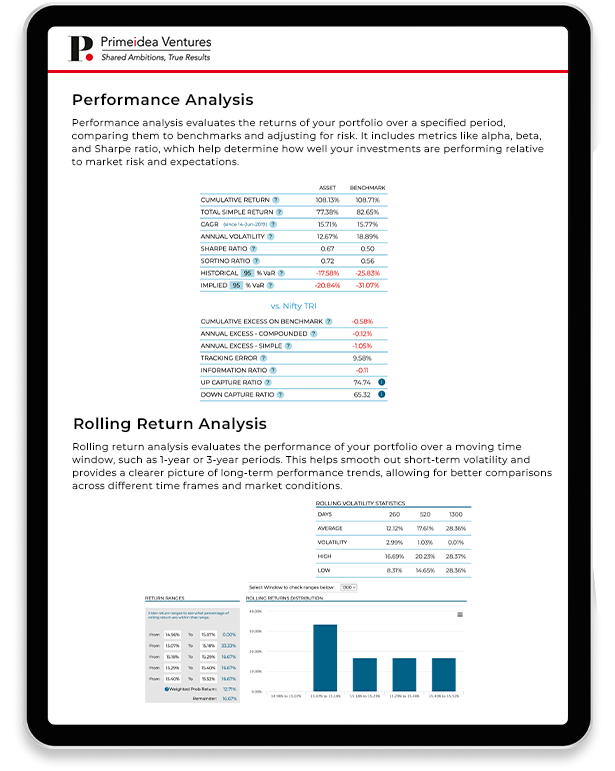 P.
Primeidea Ventures
Shared Ambitions, True Results
Performance Analysis
Performance analysis evaluates the returns of your portfolio over a specified period,
comparing them to benchmarks and adjusting for risk. It includes metrics like alpha, beta,
and Sharpe ratio, which help determine how well your investments are performing relative
to market risk and expectations.
ASSET BENCHMARK
CUMULATIVE RETURN ? 108.13% 108.71%
TOTAL SIMPLE RETURN ? 77.38% 82.65%
CAGR (since 14-Jun-2019) ? 15.71% 15.77%
ANNUAL VOLATILITY ? 12.67% 18.89%
SHARPE RATIO ? 0.67 0.50
SORTINO RATIO ? 0.72 0.56
HISTORICAL 95 % VaR ? -17.58% -25.83%
IMPLIED 95 % VaR ? -20.84% -31.07%
vs. Nifty TRI
CUMULATIVE EXCESS ON BENCHMARK ? -0.58%
ANNUAL EXCESS - COMPOUNDED ? -0.12%
ANNUAL EXCESS - SIMPLE ? -1.05%
TRACKING ERROR ? 9.58%
INFORMATION RATIO ? -0.11
UP CAPTURE RATIO ? 74.74 i
DOWN CAPTURE RATIO ? 65.32 i
Rolling Return Analysis
Rolling return analysis evaluates the performance of your portfolio over a moving time
window, such as 1-year or 3-year periods. This helps smooth out short-term volatility and
provides a clearer picture of long-term performance trends, allowing for better comparisons
across different time frames and market conditions.
ROLLING VOLATILITY STATISTICS
DAYS 260 520 1300
AVERAGE 12.12% 17.61% 28.36%
VOLATILITY 2.99% 1.03% 0.01%
HIGH 16.69% 20.23% 28.37%
LOW 8.31% 14.65% 28.36%
Select Window to check ranges below: 1300
RETURN RANGES
ROLLING RETURNS DISTRIBUTION
Enter return ranges to see what percentage of
rolling return are within that range.
From 14.96% To 15.07% 0.00%
From 15.07% To 15.18% 33.33%
From 15.18% To 15.29% 16.67%
From 15.29% To 15.40% 16.67%
From 15.40% To 15.52% 16.67%
Weighted Prob Return: 12.71%
Remainder: 16.67%
40.00%
30.00%
20.00%
10.00%
0.00%
14.96% to 15.07% 15.07% to 15.18% 15.18% to 15.29% 15.29% to 15.40% 15.40% to 15.52%